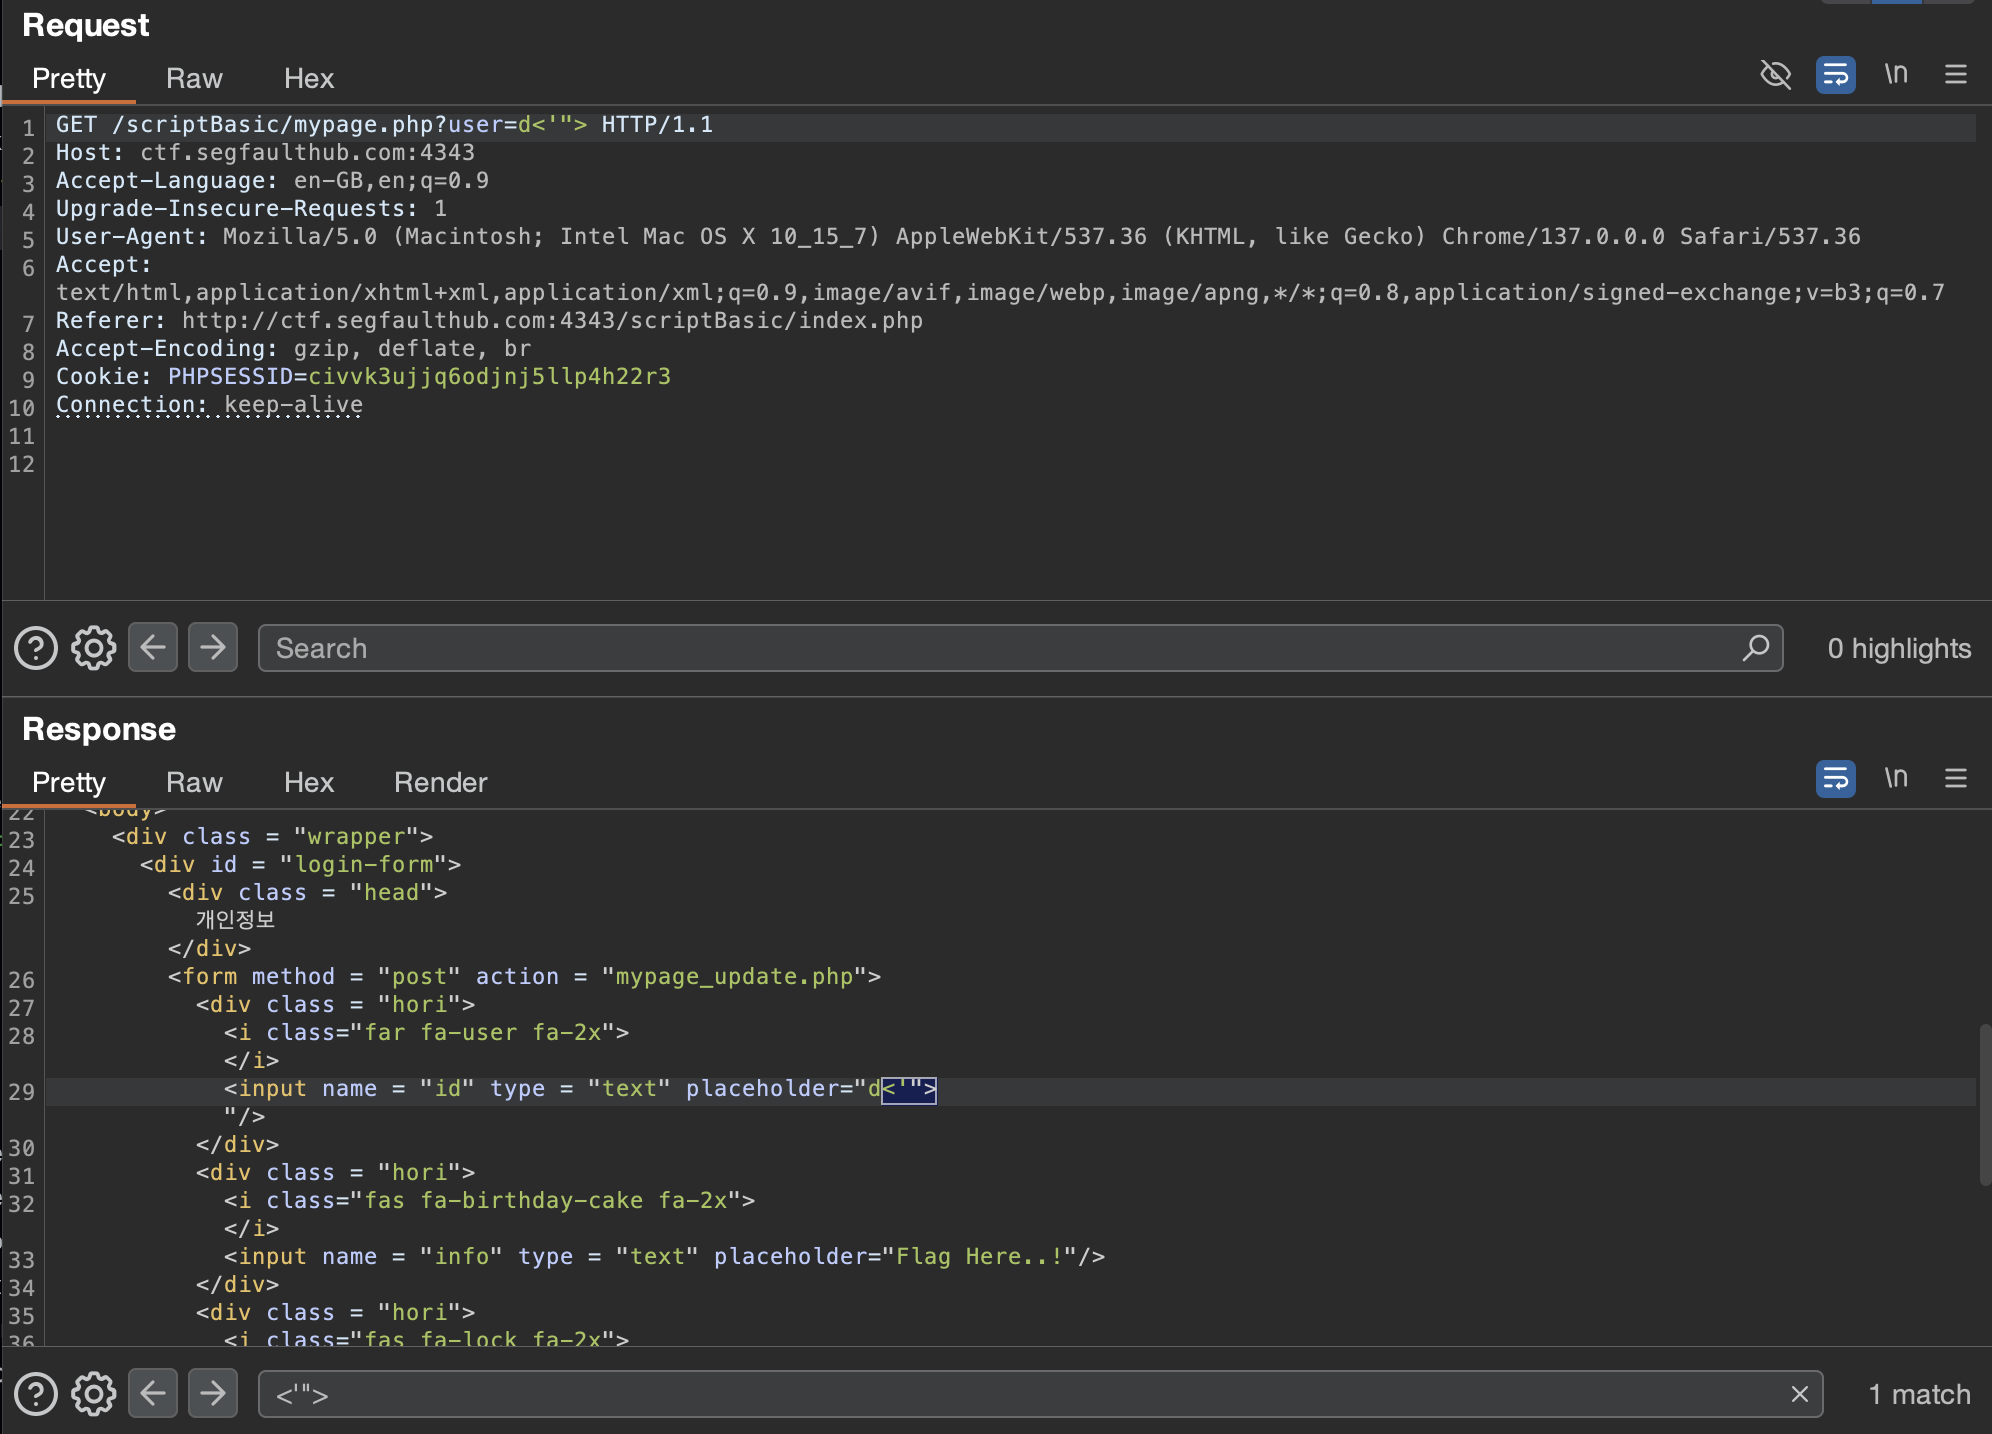 Request
Pretty Raw Hex \n
1 GET /scriptBasic/mypage.php?user=d<'"> HTTP/1.1
2 Host: ctf.segfaulthub.com:4343
3 Accept-Language: en-GB,en;q=0.9
4 Upgrade-Insecure-Requests: 1
5 User-Agent: Mozilla/5.0 (Macintosh; Intel Mac OS X 10_15_7) AppleWebKit/537.36 (KHTML, like Gecko) Chrome/137.0.0.0 Safari/537.36
6 Accept:
text/html,application/xhtml+xml,application/xml;q=0.9,image/avif,image/webp,image/apng,*/*;q=0.8,application/signed-exchange;v=b3;q=0.7
7 Referer: http://ctf.segfaulthub.com:4343/scriptBasic/index.php
8 Accept-Encoding: gzip, deflate, br
9 Cookie: PHPSESSID=civvk3ujjq6odjnj5llp4h22r3
10 Connection: keep-alive
11
12
Search 0 highlights
Response
Pretty Raw Hex Render \n
22 <body>
23 <div class = "wrapper">
24 <div id = "login-form">
25 <div class = "head">
개인정보
</div>
26 <form method = "post" action = "mypage_update.php">
27 <div class = "hori">
28 <i class="far fa-user fa-2x">
</i>
29 <input name = "id" type = "text" placeholder="d<'">
"/>
30 </div>
31 <div class = "hori">
32 <i class="fas fa-birthday-cake fa-2x">
</i>
33 <input name = "info" type = "text" placeholder="Flag Here..!"/>
34 </div>
35 <div class = "hori">
36 <i class="fas fa-lock fa-2x">
<'"> 1 match